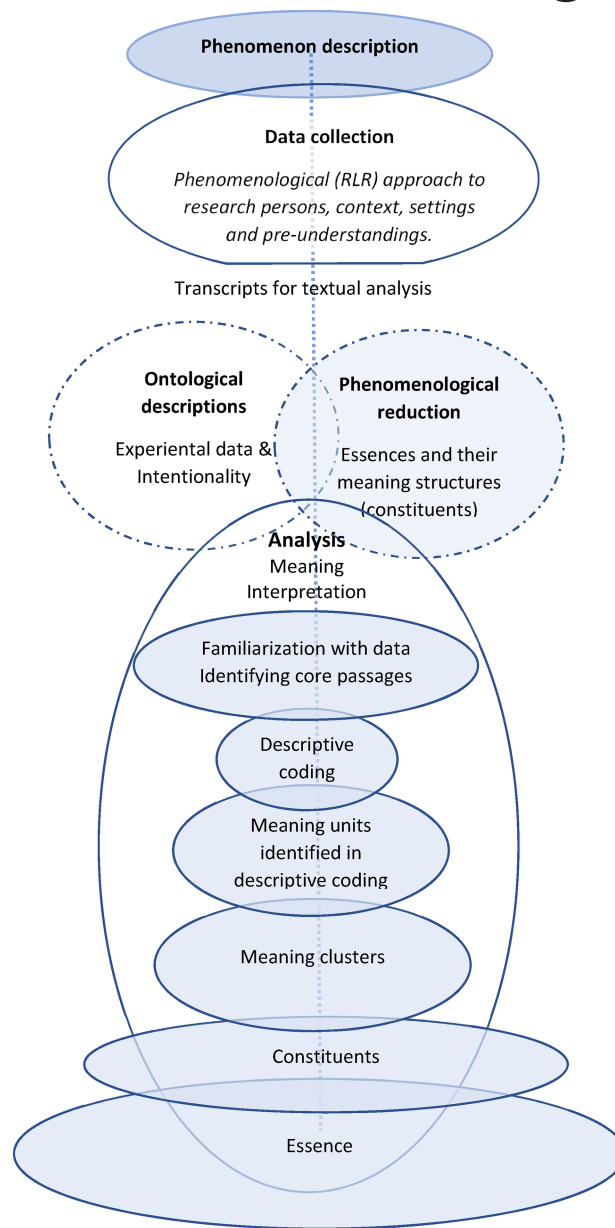 Phenomenon description
Data collection
Phenomenological (RLR) approach to
research persons, context, settings
and pre-understandings.
Transcripts for textual analysis
Ontological
descriptions
Experiental data &
Intentionality
Phenomenological
reduction
Essences and their
meaning structures
(constituents)
Analysis
Meaning
Interpretation
Familiarization with data
Identifying core passages
Descriptive
coding
Meaning units
identified in
descriptive coding
Meaning clusters
Constituents
Essence